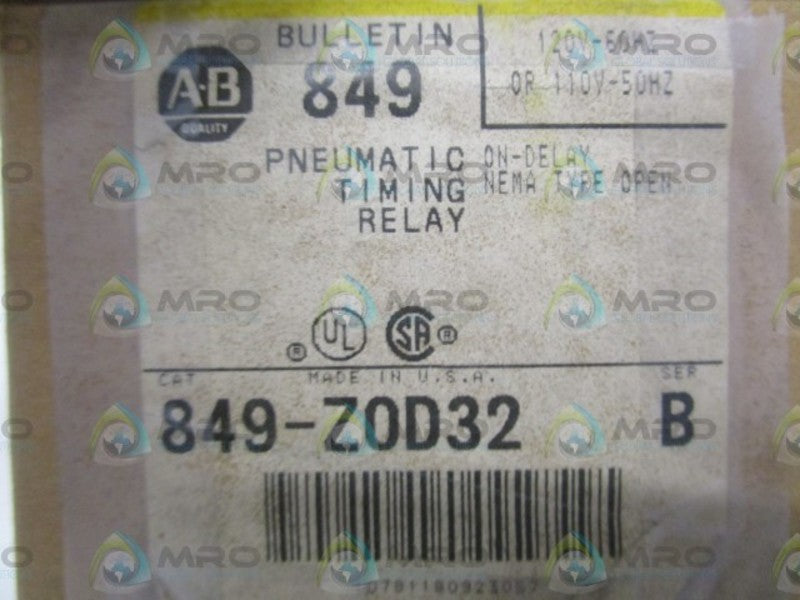 BULLETIN
849
A-B
QUALITY
120V-60HZ
OR 110V-50HZ
PNEUMATIC
TIMING
RELAY
ON-DELAY
NEMA TYPE OPEN
® UL SA ®
CAT
MADE IN U.S.A.
SER
849-Z0D32
B
MRO